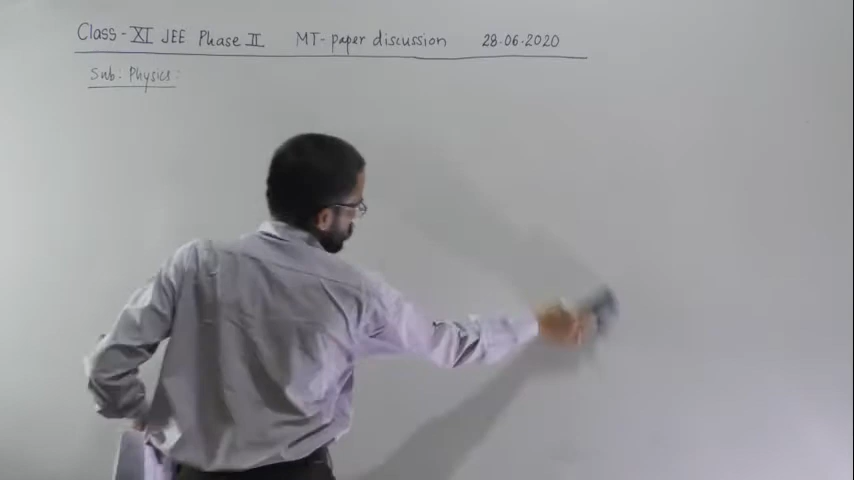 Class - XI JEE Phase II MT- paper discussion 28.06.2020
Sub: Physics: